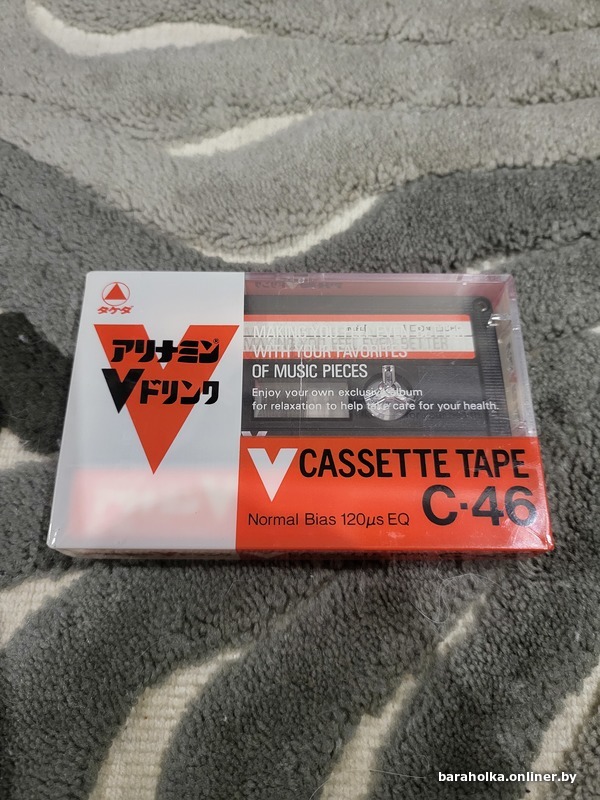 タケダ
アリナミン®
Vドリンク
MAKING YOU
WITH YOUR FAVORITES
OF MUSIC PIECES
Enjoy your own exclusive album
for relaxation to help take care for your health.
V CASSETTE TAPE
C·46
Normal Bias 120μs EQ
baraholka.onliner.by